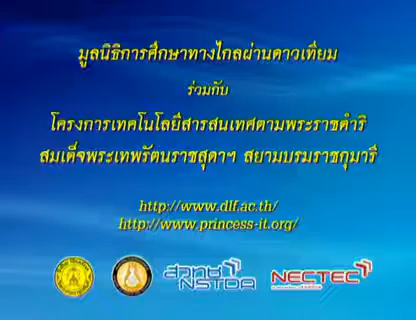 มูลนิธิการศึกษาทางไกลผ่านดาวเทียม
ร่วมกับ
โครงการเทคโนโลยีสารสนเทศตามพระราชดำริ
สมเด็จพระเทพรัตนราชสุดาฯ สยามบรมราชกุมารี
http://www.dlf.ac.th/
http://www.princess-it.org/
สวทช
NSTDA
NECTEC